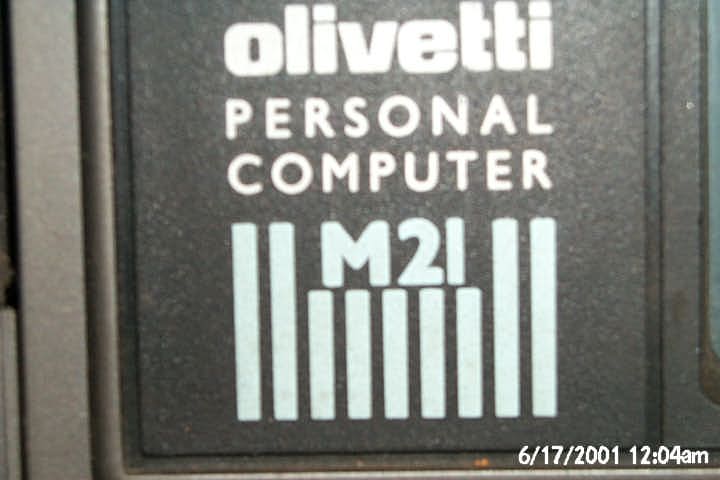 olivetti
PERSONAL
COMPUTER
M21
6/17/2001 12:04am